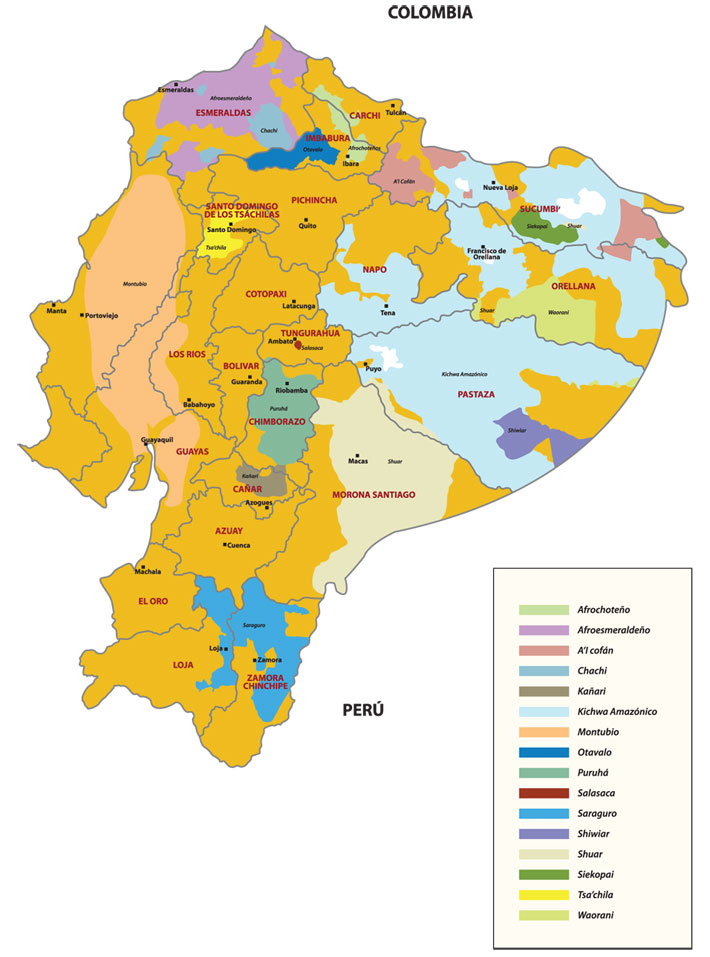 COLOMBIA
Esmeraldas
Afroesmeraldeño
ESMERALDAS
Chachi
CARCHI
Tulcán
IMBABURA
Otavalo
Afrochoteños
Ibara
A'I Cofán
Nueva Loja
SANTO DOMINGO
DE LOS TSÁCHILAS
Santo Domingo
Tsa'chila
PICHINCHA
Quito
SUCUMBI
Siekopai
Shuar
Francisco de
Orellana
NAPO
Tena
ORELLANA
Shuar
Waorani
Montubio
Manta
Portoviejo
COTOPAXI
Latacunga
TUNGURAHUA
Ambato
Salasaca
LOS RIOS
BOLIVAR
Guaranda
Riobamba
Puyo
Kichwa Amazónico
PASTAZA
Babahoyo
Puruhá
CHIMBORAZO
Shiwiar
Guayaquil
GUAYAS
Macas
Shuar
Kañari
CAÑAR
MORONA SANTIAGO
Azogues
AZUAY
Cuenca
Machala
EL ORO
Saraguro
Loja
LOJA
Zamora
ZAMORA
CHINCHIPE
PERÚ
Afrochoteño
Afroesmeraldeño
A'I cofán
Chachi
Kañari
Kichwa Amazónico
Montubio
Otavalo
Puruhá
Salasaca
Saraguro
Shiwiar
Shuar
Siekopai
Tsa'chila
Waorani